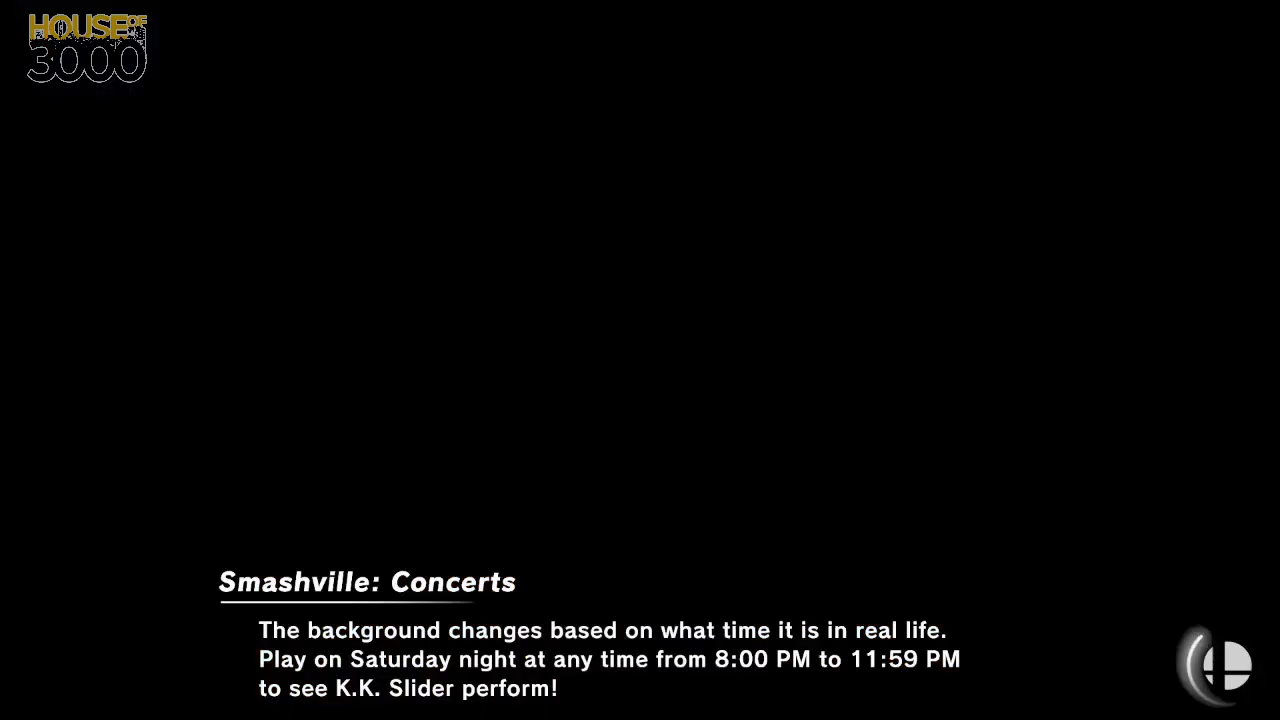 HOUSE OF
3000
Smashville: Concerts
The background changes based on what time it is in real life.
Play on Saturday night at any time from 8:00 PM to 11:59 PM
to see K.K. Slider perform!